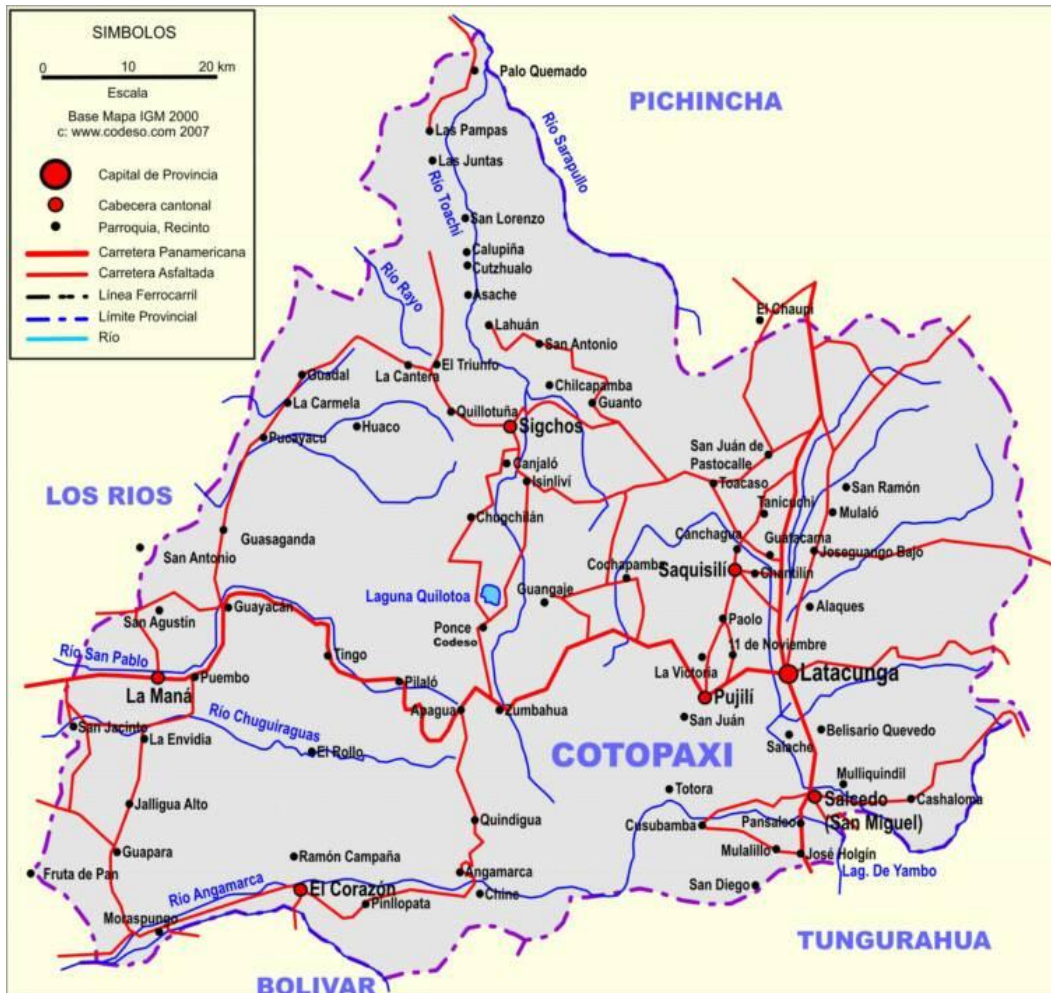 SIMBOLOS
0 10 20 km
Escala
Base Mapa IGM 2000
c: www.codeso.com 2007
Capital de Provincia
Cabecera cantonal
Parroquia, Recinto
Carretera Panamericana
Carretera Asfaltada
Línea Ferrocarril
Límite Provincial
Río
Palo Quemado
PICHINCHA
Las Pampas
Río Sarapullo
Las Juntas
Río Toachi
San Lorenzo
Calupiña
Cutzhualo
Río Rayo
Asache
El Chaupi
Lahuán
San Antonio
El Triunfo
La Cantera
Guadal
Chilcapamba
La Carmela
Guanto
Quillotuña
Huaco
Sigchos
Pucayacu
San Juán de
Pastocalle
Canjaló
Isinliví
Toacaso
LOS RIOS
San Ramón
Tanicuchi
Mulaló
Chugchilán
Guasaganda
Canchagua
Guatacama
San Antonio
Joseguango Bajo
Cochapamba
Saquisilí
Chantilín
Guangaje
Laguna Quilotoa
Guayacán
Alaques
San Agustin
Paolo
Ponce
Codeso
11 de Noviembre
Río San Pablo
Tingo
La Victoria
Latacunga
Puembo
Pilaló
La Maná
Pujilí
Apagua
Zumbahua
San Juán
Río Chuguiraguas
San Jacinto
La Envidia
Belisario Quevedo
Salache
El Rollo
COTOPAXI
Mulliquindil
Totora
Salcedo
(San Miguel)
Cashaloma
Jalligua Alto
Quindigua
Cusubamba
Pansaleo
Guapara
Ramón Campaña
Mulalillo
José Holgín
Fruta de Pan
Angamarca
Lag. De Yambo
Río Angamarca
El Corazón
Chine
San Diego
Pinllopata
Moraspungo
TUNGURAHUA
BOLIVAR